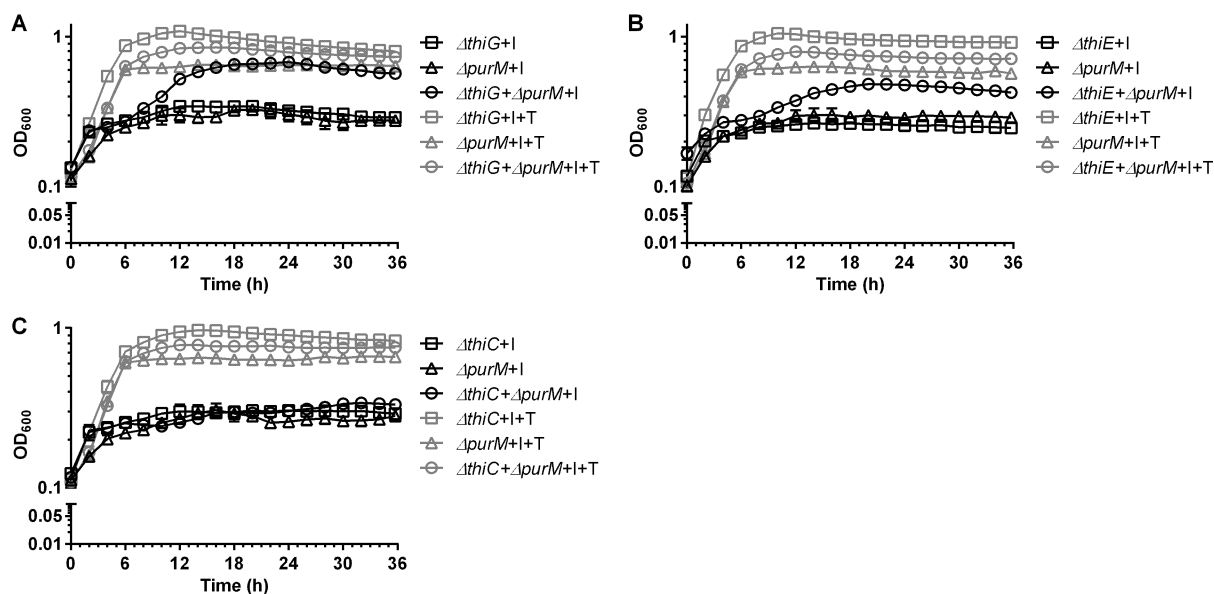 A
OD600
1
0.1
0.05
0.01
0 6 12 18 24 30 36
Time (h)
ΔthiG+I
ΔpurM+I
ΔthiG+ΔpurM+I
ΔthiG+I+T
ΔpurM+I+T
ΔthiG+ΔpurM+I+T
B
OD600
1
0.1
0.05
0.01
0 6 12 18 24 30 36
Time (h)
ΔthiE+I
ΔpurM+I
ΔthiE+ΔpurM+I
ΔthiE+I+T
ΔpurM+I+T
ΔthiE+ΔpurM+I+T
C
OD600
1
0.1
0.05
0.01
0 6 12 18 24 30 36
Time (h)
ΔthiC+I
ΔpurM+I
ΔthiC+ΔpurM+I
ΔthiC+I+T
ΔpurM+I+T
ΔthiC+ΔpurM+I+T